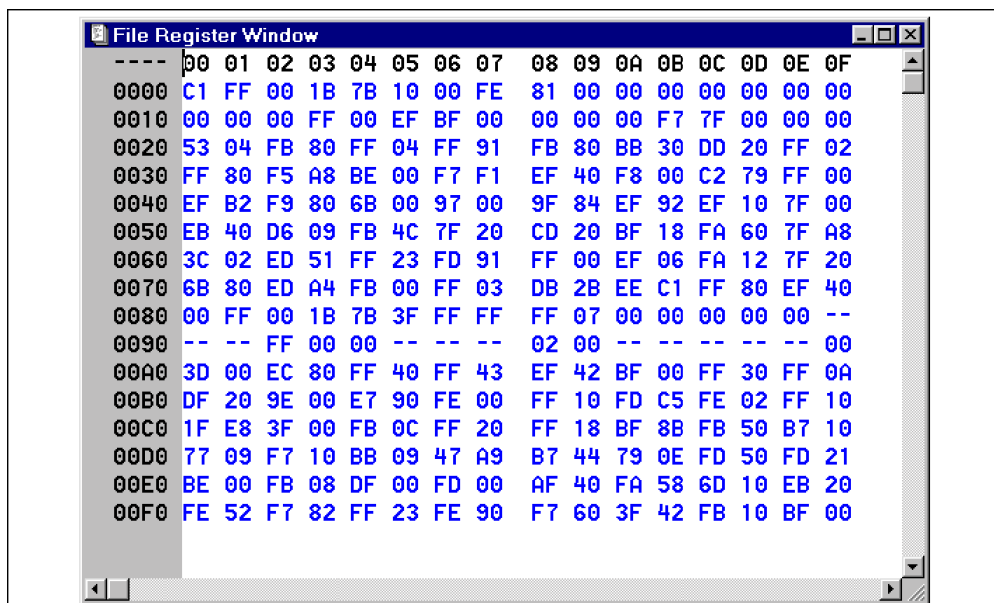 File Register Window
---- 00 01 02 03 04 05 06 07 08 09 0A 0B 0C 0D 0E 0F
0000 C1 FF 00 1B 7B 10 00 FE 81 00 00 00 00 00 00 00
0010 00 00 00 FF 00 EF BF 00 00 00 00 F7 7F 00 00 00
0020 53 04 FB 80 FF 04 FF 91 FB 80 BB 30 DD 20 FF 02
0030 FF 80 F5 A8 BE 00 F7 F1 EF 40 F8 00 C2 79 FF 00
0040 EF B2 F9 80 6B 00 97 00 9F 84 EF 92 EF 10 7F 00
0050 EB 40 D6 09 FB 4C 7F 20 CD 20 BF 18 FA 60 7F A8
0060 3C 02 ED 51 FF 23 FD 91 FF 00 EF 06 FA 12 7F 20
0070 6B 80 ED A4 FB 00 FF 03 DB 2B EE C1 FF 80 EF 40
0080 00 FF 00 1B 7B 3F FF FF FF 07 00 00 00 00 00 --
0090 -- -- FF 00 00 -- -- -- 02 00 -- -- -- -- -- 00
00A0 3D 00 EC 80 FF 40 FF 43 EF 42 BF 00 FF 30 FF 0A
00B0 DF 20 9E 00 E7 90 FE 00 FF 10 FD C5 FE 02 FF 10
00C0 1F E8 3F 00 FB 0C FF 20 FF 18 BF 8B FB 50 B7 10
00D0 77 09 F7 10 BB 09 47 A9 B7 44 79 0E FD 50 FD 21
00E0 BE 00 FB 08 DF 00 FD 00 AF 40 FA 58 6D 10 EB 20
00F0 FE 52 F7 82 FF 23 FE 90 F7 60 3F 42 FB 10 BF 00